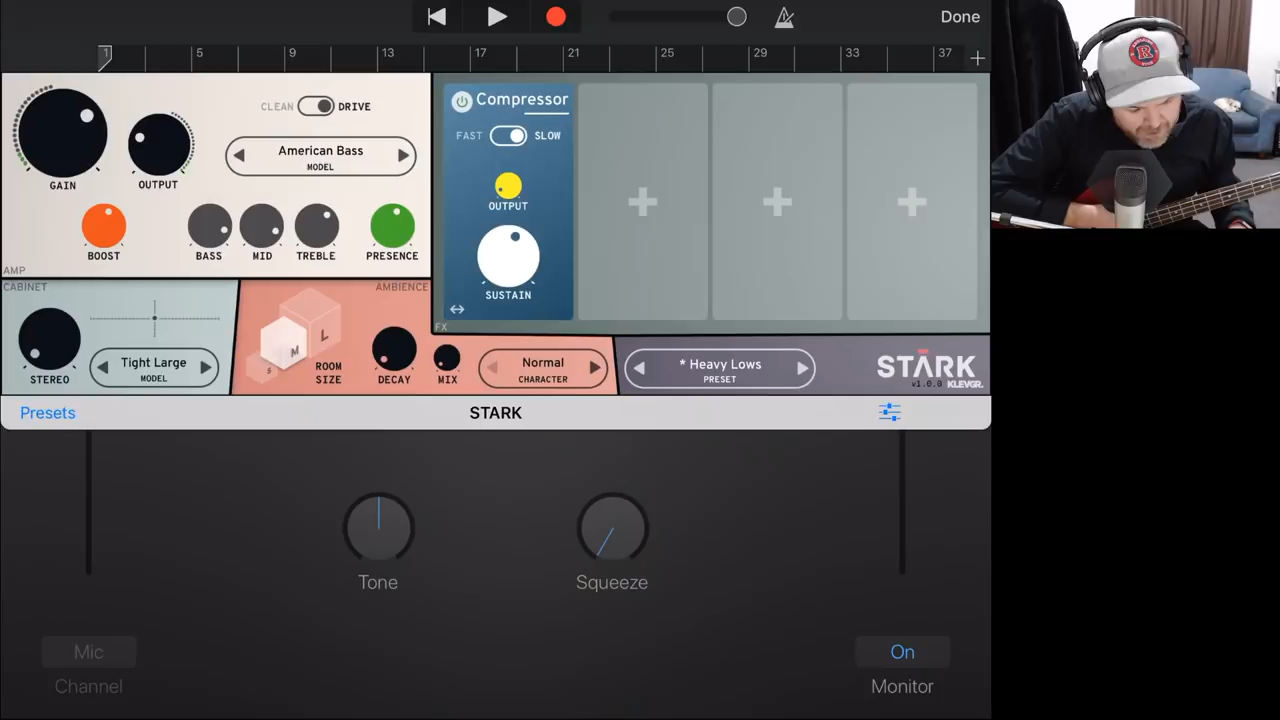 Done
1 5 9 13 17 21 25 29 33 37
CLEAN DRIVE
American Bass
MODEL
GAIN OUTPUT
BOOST BASS MID TREBLE PRESENCE
AMP
Compressor
FAST SLOW
OUTPUT
SUSTAIN
FX
CABINET
STEREO
Tight Large
MODEL
AMBIENCE
S M L
ROOM
SIZE
DECAY MIX
Normal
CHARACTER
* Heavy Lows
PRESET
STARK
v1.0.0 KLEVGR.
Presets STARK
Tone Squeeze
Mic On
Channel Monitor
R